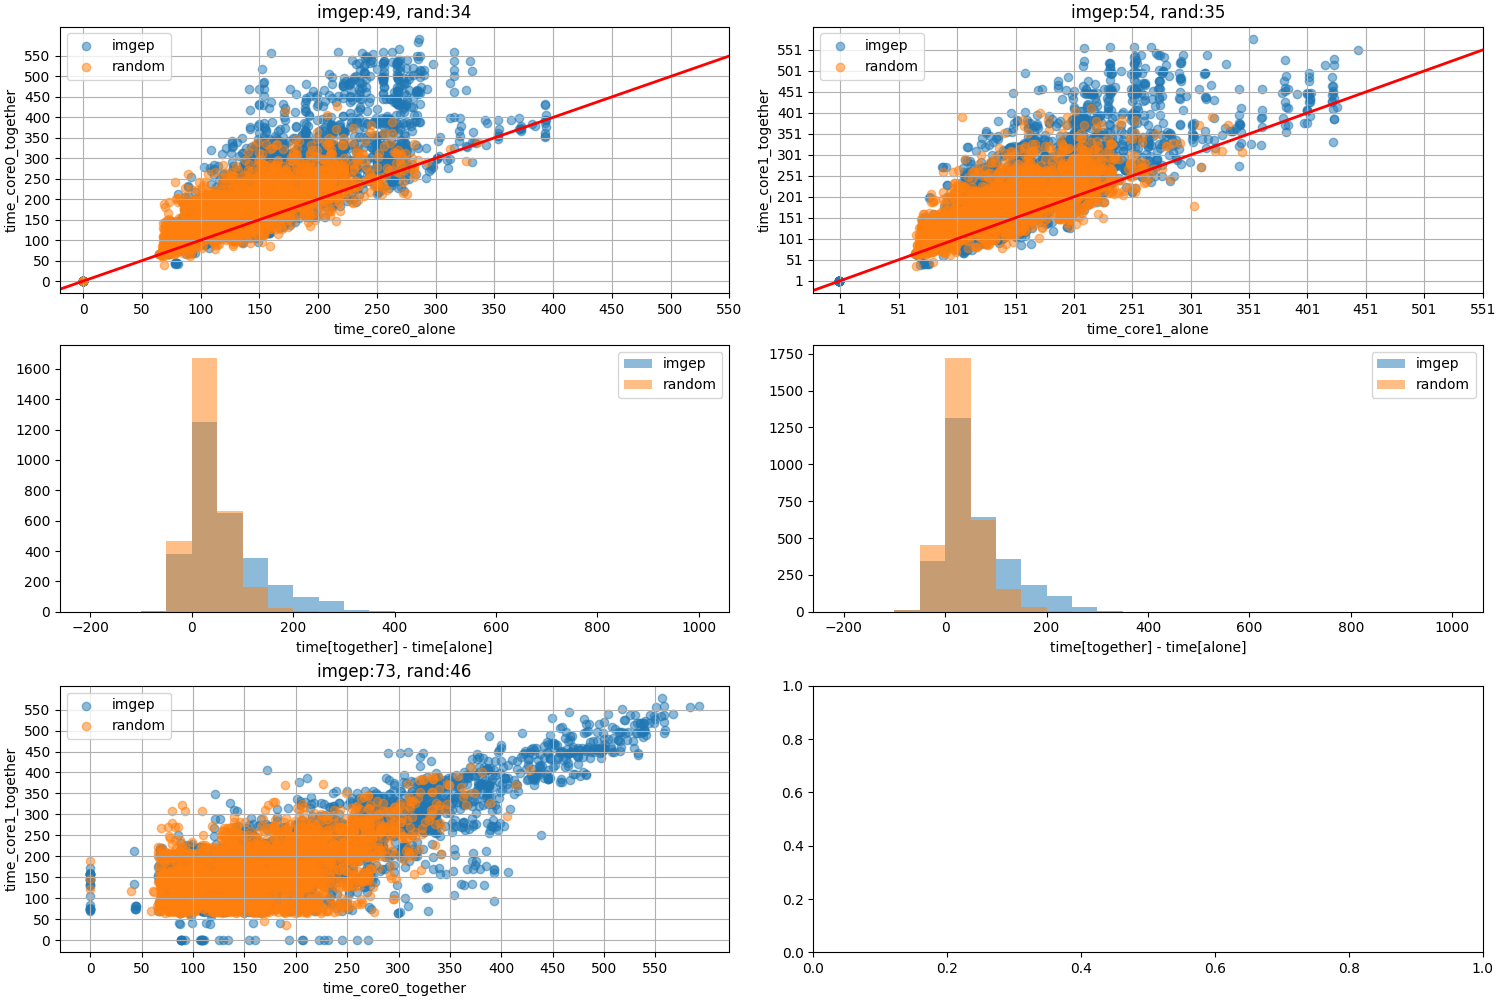 imgep:49, rand:34
imgep
random
time_core0_together
550
500
450
400
350
300
250
200
150
100
50
0
0 50 100 150 200 250 300 350 400 450 500 550
time_core0_alone
imgep:54, rand:35
imgep
random
time_core1_together
551
501
451
401
351
301
251
201
151
101
51
1
1 51 101 151 201 251 301 351 401 451 501 551
time_core1_alone
imgep
random
1600
1400
1200
1000
800
600
400
200
0
−200 0 200 400 600 800 1000
time[together] - time[alone]
imgep
random
1750
1500
1250
1000
750
500
250
0
−200 0 200 400 600 800 1000
time[together] - time[alone]
imgep:73, rand:46
imgep
random
time_core1_together
550
500
450
400
350
300
250
200
150
100
50
0
0 50 100 150 200 250 300 350 400 450 500 550
time_core0_together
1.0
0.8
0.6
0.4
0.2
0.0
0.0 0.2 0.4 0.6 0.8 1.0